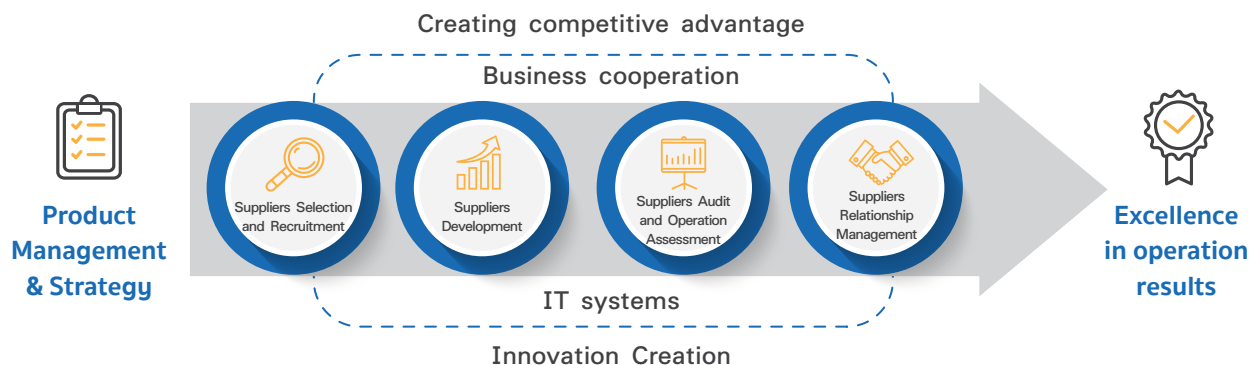 Creating competitive advantage
Business cooperation
Product
Management
& Strategy
Suppliers Selection
and Recruitment
Suppliers
Development
Suppliers Audit
and Operation
Assessment
Suppliers
Relationship
Management
Excellence
in operation
results
IT systems
Innovation Creation